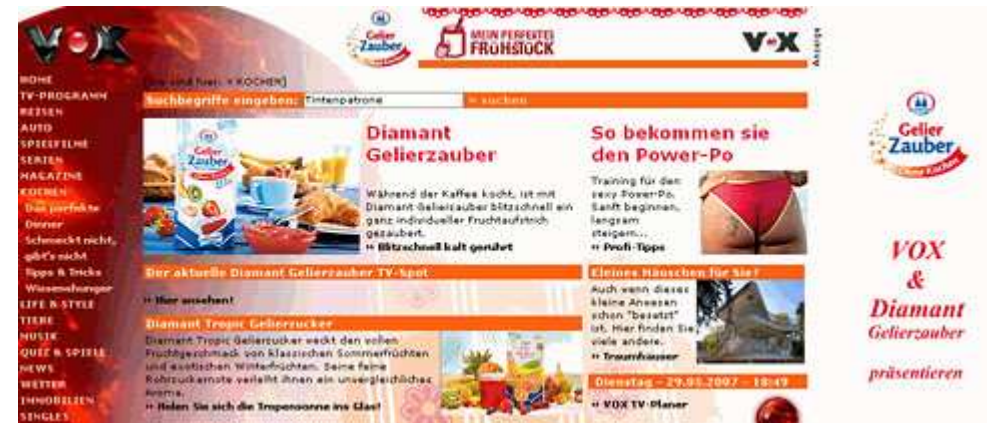 VOX
Gelier
Zauber
MEIN PERFEKTES
FRÜHSTÜCK
VOX
Anzeige
HOME
TV-PROGRAMM
REISEN
AUTO
SPIELFILME
SERIEN
MAGAZINE
KOCHEN
Das perfekte
Dinner
Schmeckt nicht,
gibt's nicht
Tipps & Tricks
Wissenshunger
LIFE & STYLE
TIERE
MUSIK
QUIZ & SPIELE
NEWS
WETTER
IMMOBILIEN
SINGLES
sind hier: » KOCHEN]
Suchbegriffe eingeben: Tintenpatrone » suchen
Gelier
Zauber
Diamant
Gelierzauber
Während der Kaffee kocht, ist mit
Diamant Gelierzauber blitzschnell ein
ganz individueller Fruchtaufstrich
gezaubert.
» Blitzschnell kalt gerührt
So bekommen sie
den Power-Po
Training für den
sexy Power-Po.
Sanft beginnen,
langsam
steigern...
» Profi-Tipps
Der aktuelle Diamant Gelierzauber TV-Spot
» Hier ansehen!
Diamant Tropic Gelierzucker
Diamant Tropic Gelierzucker weckt den vollen
Fruchtgeschmack von klassischen Sommerfrüchten
und exotischen Winterfrüchten. Seine feine
Rohrzuckernote verleiht ihnen ein unvergleichliches
Aroma.
» Holen Sie sich die Tropensonne ins Glas!
Kleines Häuschen für Sie?
Auch wenn dieses
kleine Anwesen
schon "besetzt"
ist. Hier finden Sie
viele andere.
» Traumhäuser
Dienstag - 29.05.2007 - 18:49
» VOX TV-Planer
Gelier
Zauber
Ohne Kochen
VOX
&
Diamant
Gelierzauber
präsentieren